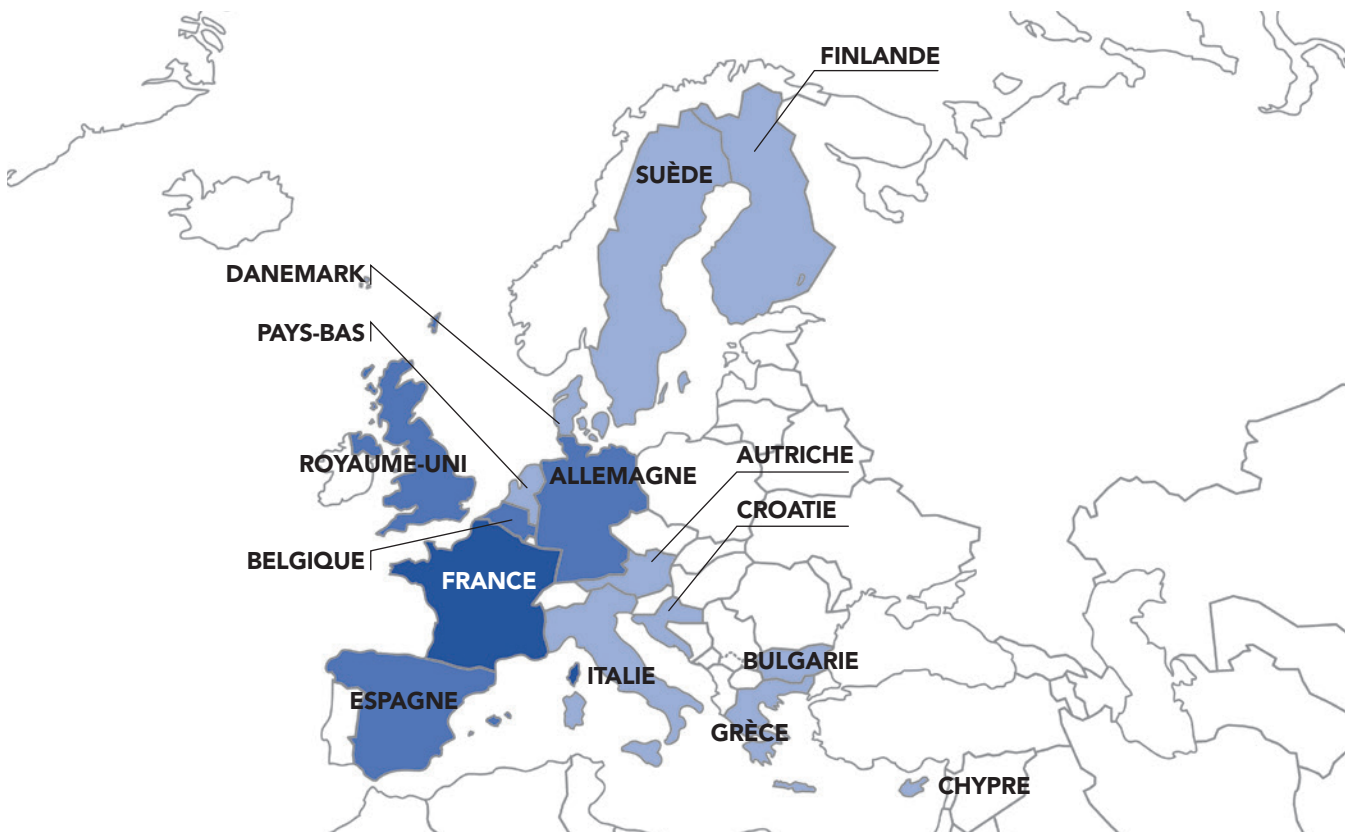 FINLANDE
SUÈDE
DANEMARK
PAYS-BAS
AUTRICHE
ROYAUME-UNI
ALLEMAGNE
CROATIE
BELGIQUE
FRANCE
BULGARIE
ITALIE
ESPAGNE
GRÈCE
CHYPRE